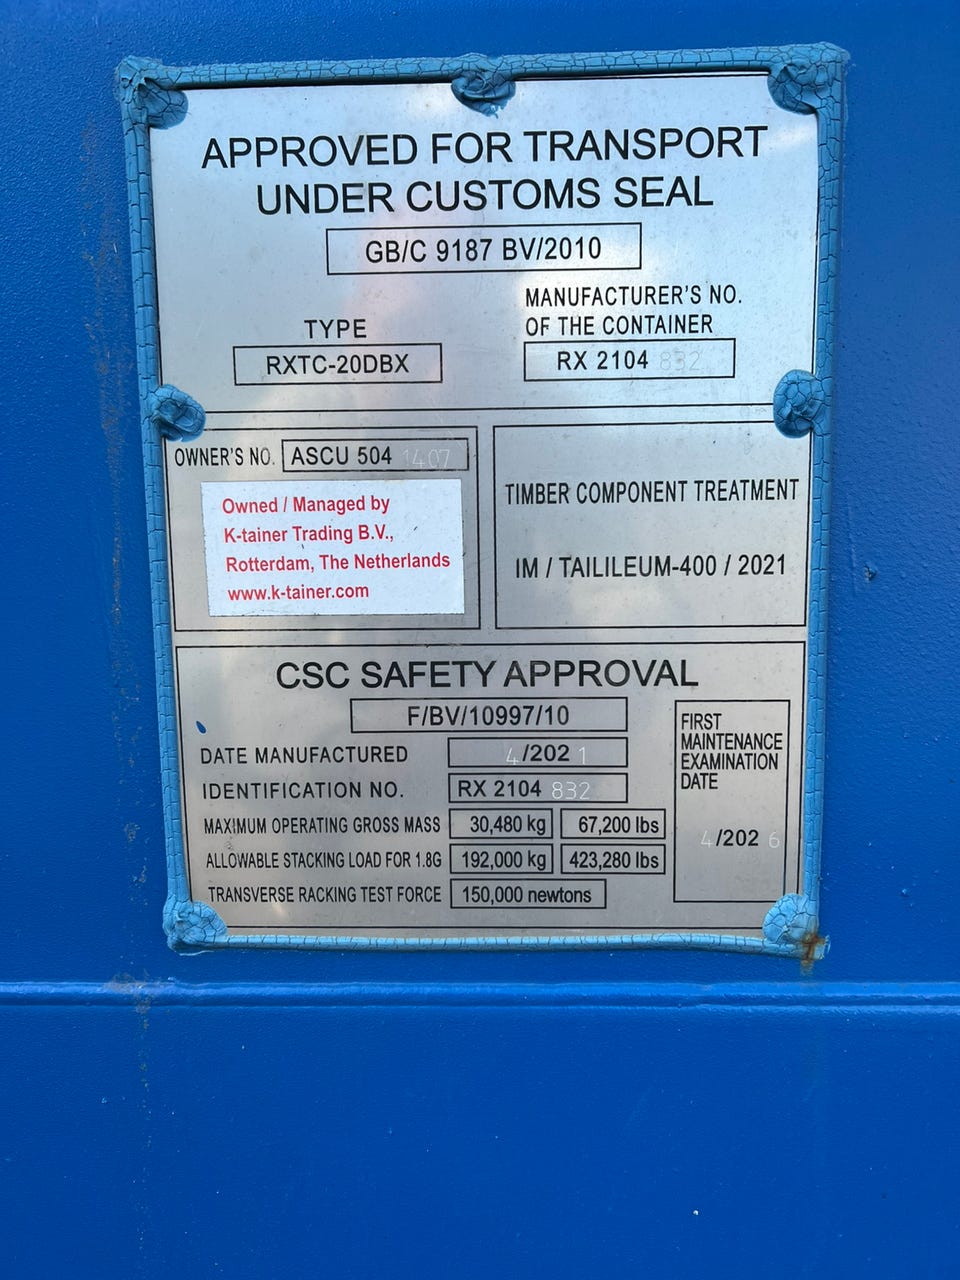 APPROVED FOR TRANSPORT
UNDER CUSTOMS SEAL
GB/C 9187 BV/2010
TYPE
RXTC-20DBX
MANUFACTURER'S NO.
OF THE CONTAINER
RX 2104 832
OWNER'S NO. ASCU 504 1407
Owned / Managed by
K-tainer Trading B.V.,
Rotterdam, The Netherlands
www.k-tainer.com
TIMBER COMPONENT TREATMENT
IM / TAILILEUM-400 / 2021
CSC SAFETY APPROVAL
F/BV/10997/10
DATE MANUFACTURED 4/202 1
IDENTIFICATION NO. RX 2104 832
MAXIMUM OPERATING GROSS MASS 30,480 kg 67,200 lbs
ALLOWABLE STACKING LOAD FOR 1.8G 192,000 kg 423,280 lbs
TRANSVERSE RACKING TEST FORCE 150,000 newtons
FIRST
MAINTENANCE
EXAMINATION
DATE
4/202 6